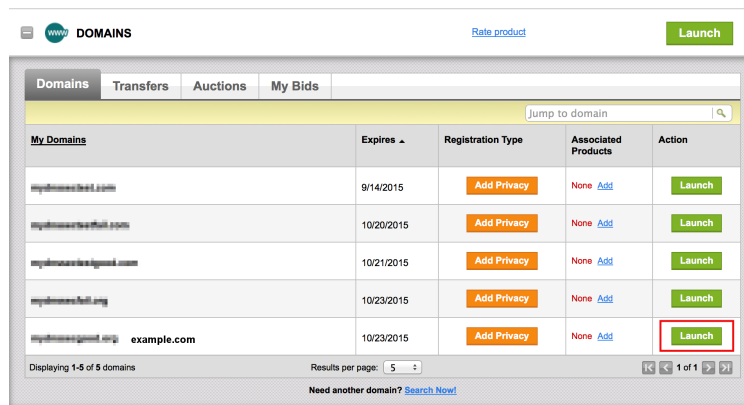 www DOMAINS Rate product Launch
Domains Transfers Auctions My Bids
Jump to domain
My Domains Expires Registration Type Associated Products Action
9/14/2015 Add Privacy None Add Launch
10/20/2015 Add Privacy None Add Launch
10/21/2015 Add Privacy None Add Launch
10/23/2015 Add Privacy None Add Launch
example.com 10/23/2015 Add Privacy None Add Launch
Displaying 1-5 of 5 domains Results per page: 5 1 of 1
Need another domain? Search Now!